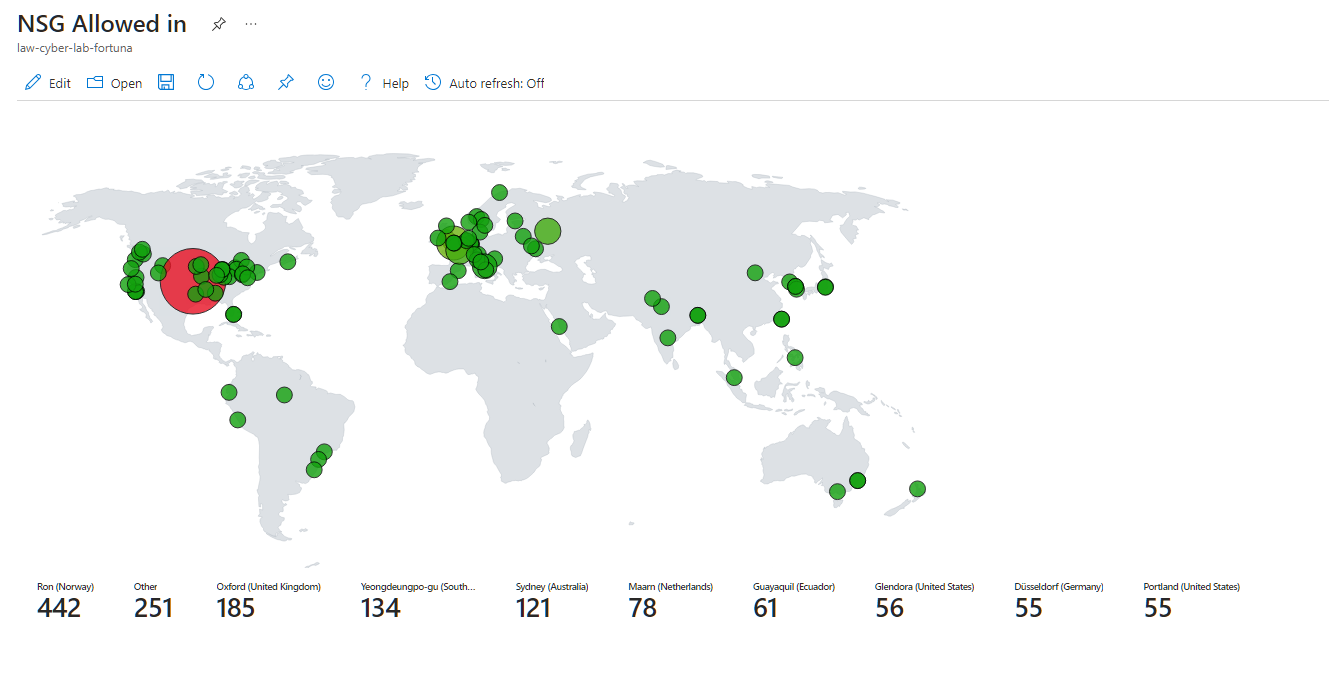 NSG Allowed in
law-cyber-lab-fortuna
Edit Open Help Auto refresh: Off
Ron (Norway) Other Oxford (United Kingdom) Yeongdeungpo-gu (South... Sydney (Australia) Maarn (Netherlands) Guayaquil (Ecuador) Glendora (United States) Düsseldorf (Germany) Portland (United States)
442 251 185 134 121 78 61 56 55 55